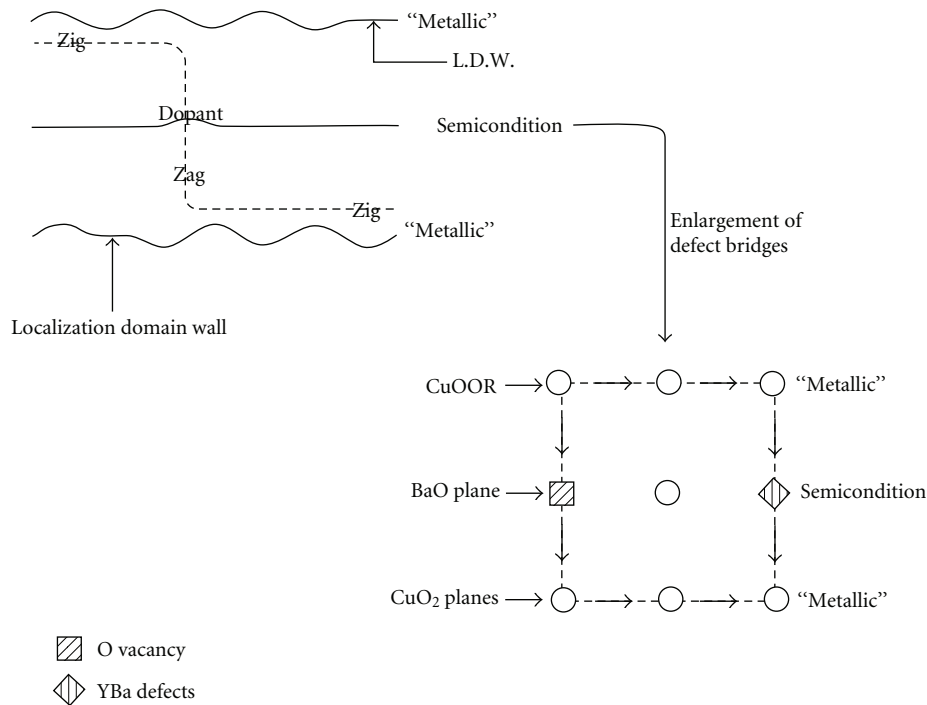 “Metallic”
Zig
L.D.W.
Dopant
Semicondition
Zag
Zig
“Metallic”
Enlargement of
defect bridges
Localization domain wall
CuOOR
“Metallic”
BaO plane
Semicondition
CuO₂ planes
“Metallic”
O vacancy
YBa defects